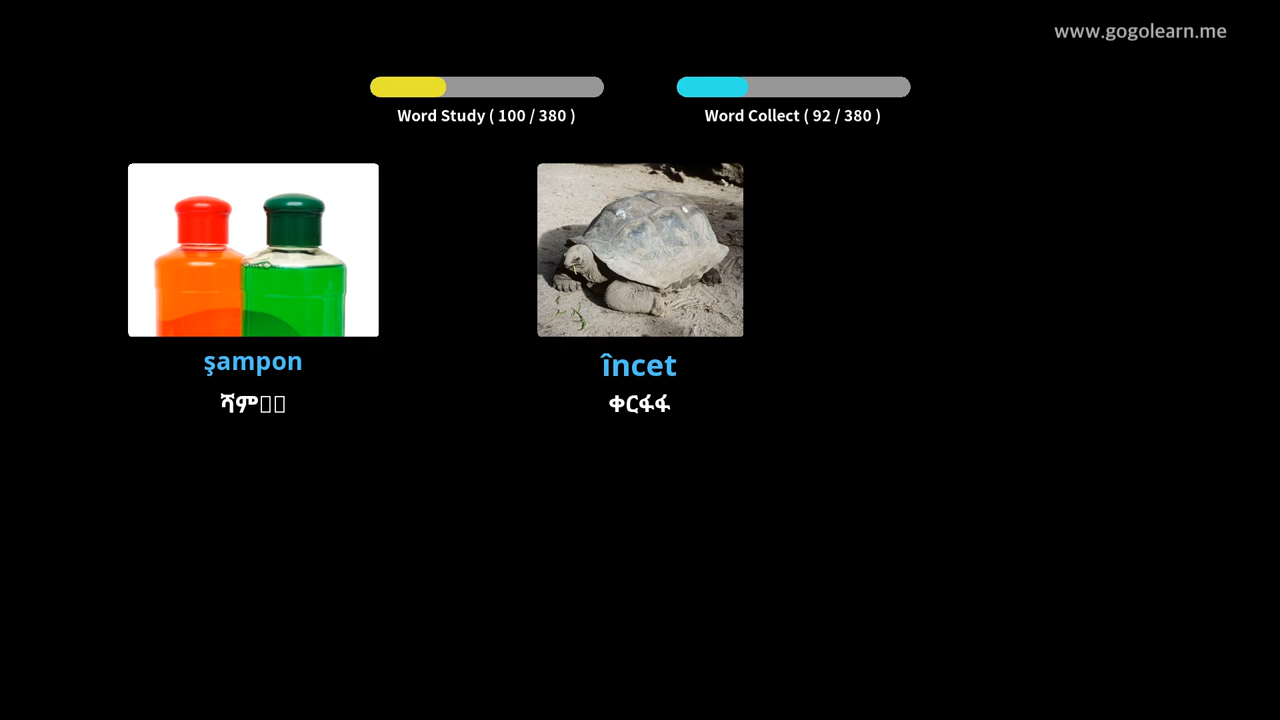 www.gogolearn.me
Word Study ( 100 / 380 )
Word Collect ( 92 / 380 )
şampon
ሻም
încet
ቀርፋፋ